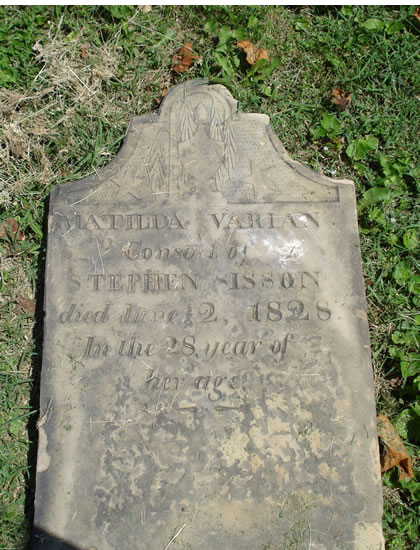 MATILDA VARIAN
Consort of
STEPHEN SISSON
died June 2, 1828
In the 28 year of
her age